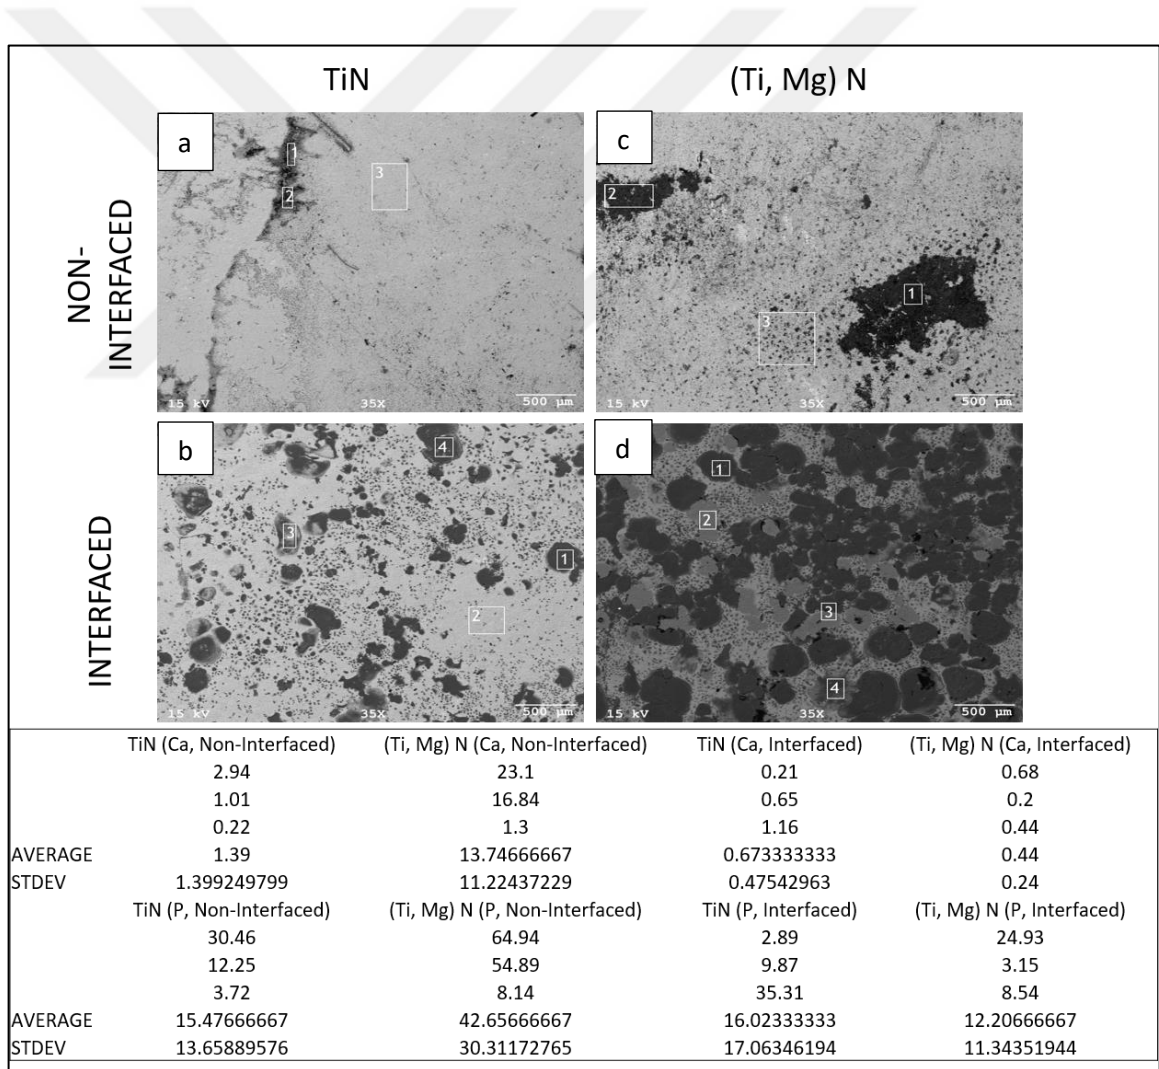 TiN (Ti, Mg) N
NON-
INTERFACED
a
1
2
3
15 kV 35X 500 µm
c
2
1
3
15 kV 35X 500 µm
INTERFACED
b
4
3
1
2
15 kV 35X 500 µm
d
1
2
3
4
15 kV 35X 500 µm
TiN (Ca, Non-Interfaced) (Ti, Mg) N (Ca, Non-Interfaced) TiN (Ca, Interfaced) (Ti, Mg) N (Ca, Interfaced)
2.94 23.1 0.21 0.68
1.01 16.84 0.65 0.2
0.22 1.3 1.16 0.44
AVERAGE 1.39 13.74666667 0.673333333 0.44
STDEV 1.399249799 11.22437229 0.47542963 0.24
TiN (P, Non-Interfaced) (Ti, Mg) N (P, Non-Interfaced) TiN (P, Interfaced) (Ti, Mg) N (P, Interfaced)
30.46 64.94 2.89 24.93
12.25 54.89 9.87 3.15
3.72 8.14 35.31 8.54
AVERAGE 15.47666667 42.65666667 16.02333333 12.20666667
STDEV 13.65889576 30.31172765 17.06346194 11.34351944